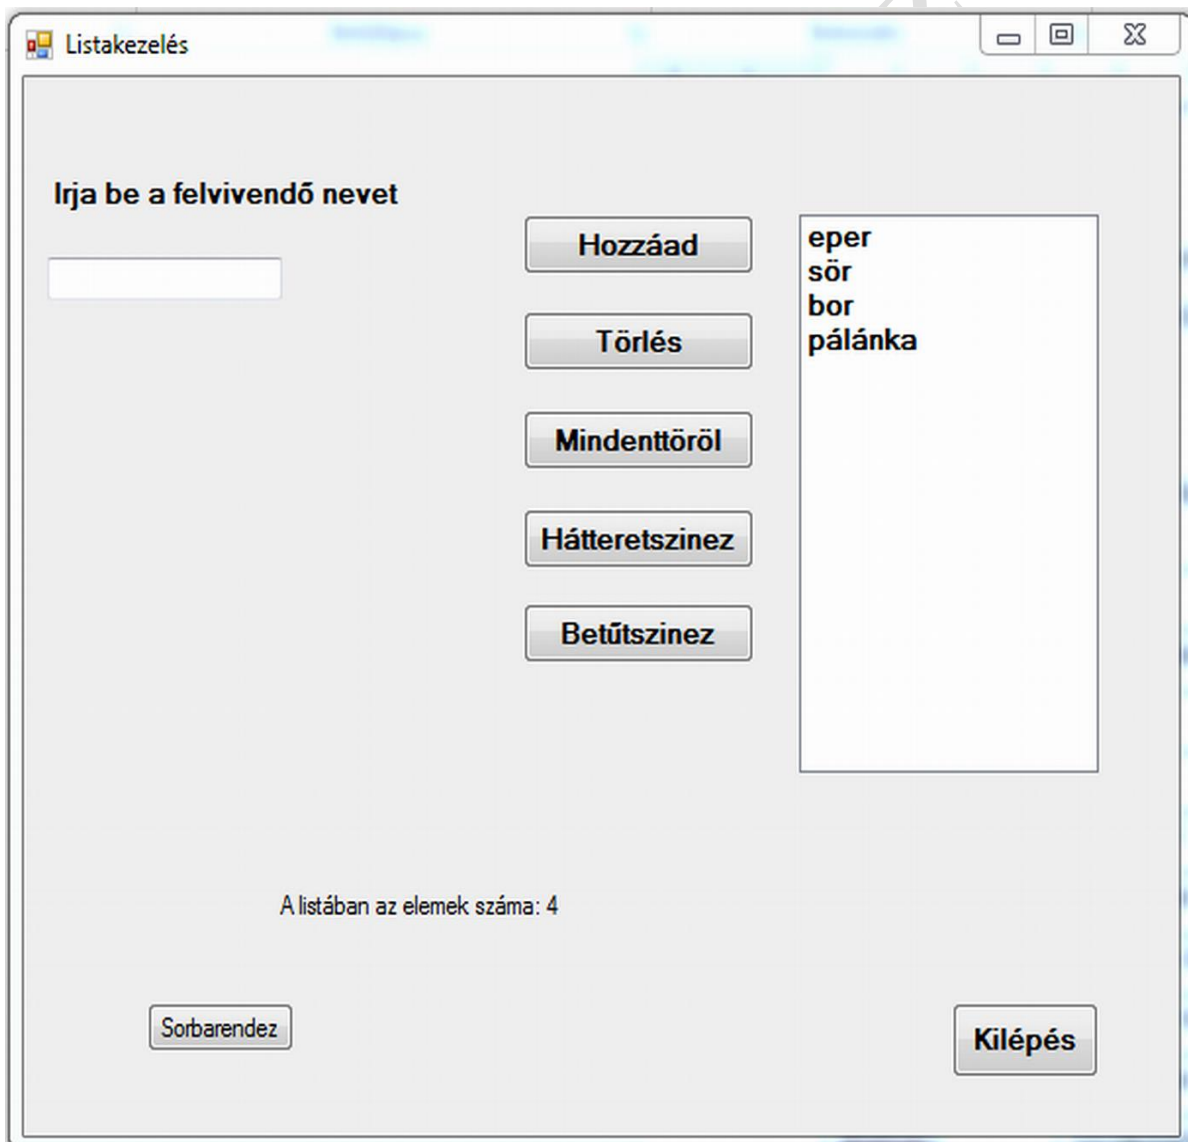 Listakezelés
Irja be a felvivendő nevet
Hozzáad
Törlés
Mindenttöröl
Hátteretszinez
Betűtszinez
eper
sör
bor
pálánka
A listában az elemek száma: 4
Sorbarendez
Kilépés